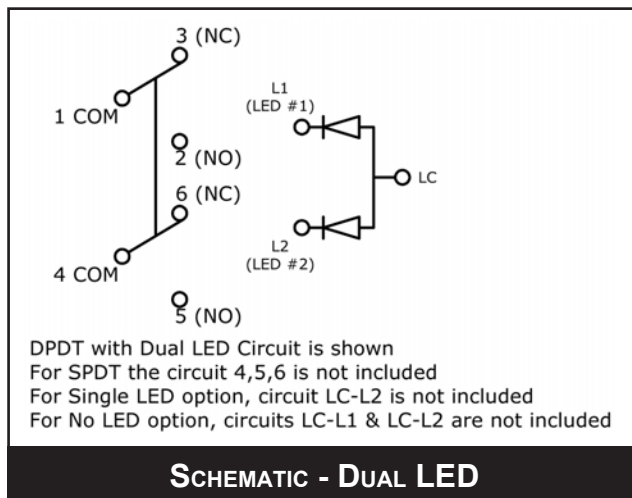 3 (NC)
1 COM
2 (NO)
6 (NC)
4 COM
5 (NO)
L1
(LED #1)
LC
L2
(LED #2)
DPDT with Dual LED Circuit is shown
For SPDT the circuit 4,5,6 is not included
For Single LED option, circuit LC-L2 is not included
For No LED option, circuits LC-L1 & LC-L2 are not included
SCHEMATIC - DUAL LED